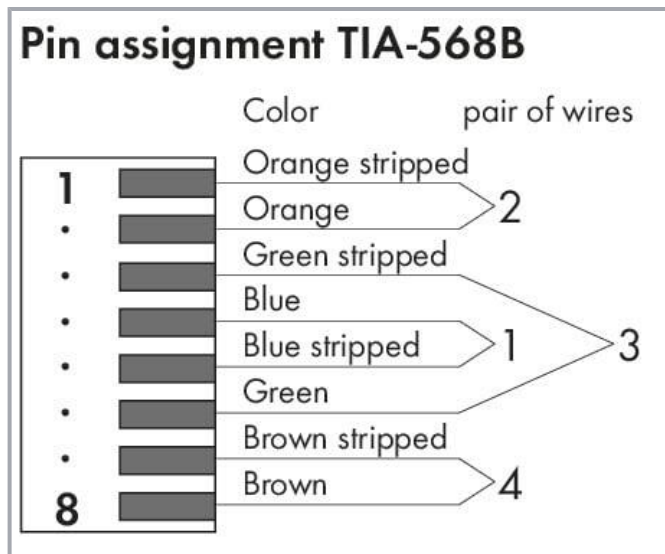 Pin assignment TIA-568B
Color pair of wires
Orange stripped
1
Orange 2
Green stripped
Blue
Blue stripped 1 3
Green
Brown stripped
Brown 4
8